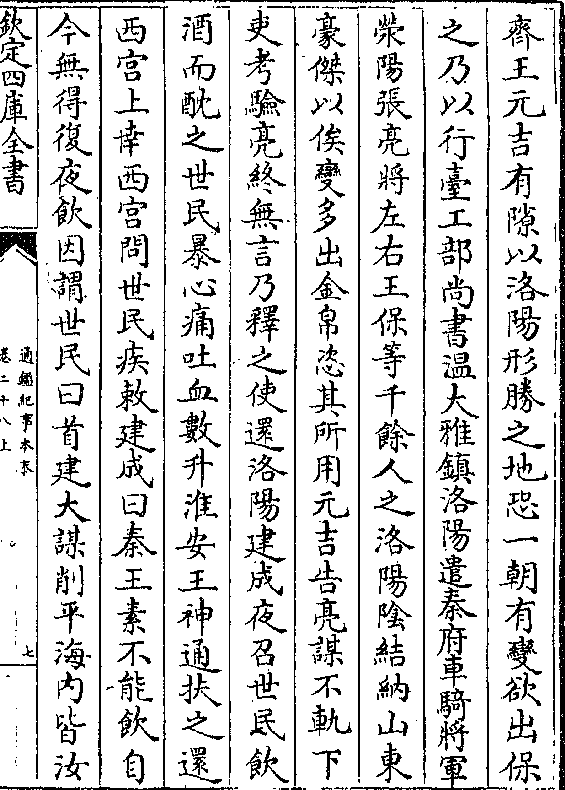 齊王元吉有隙以洛陽形勝之地恐一朝有變欲出保
之乃以行臺工部尚書温大雅鎮洛陽遣秦府車騎將軍
滎陽張亮將左右王保等千餘人之洛陽陰結納山東
豪傑以俟變多出金帛恣其所用元吉告亮謀不軌下
吏考驗亮終無言乃釋之使還洛陽建成夜召世民飲
酒而酖之世民暴心痛吐血數升淮安王神通扶之還
西宫上幸西宫問世民疾敕建成曰秦王素不能飲自
今無得復夜飲因謂世民曰首建大謀削平海内皆汝
欽定四庫全書
通鑑紀事本末
卷二十八上
七